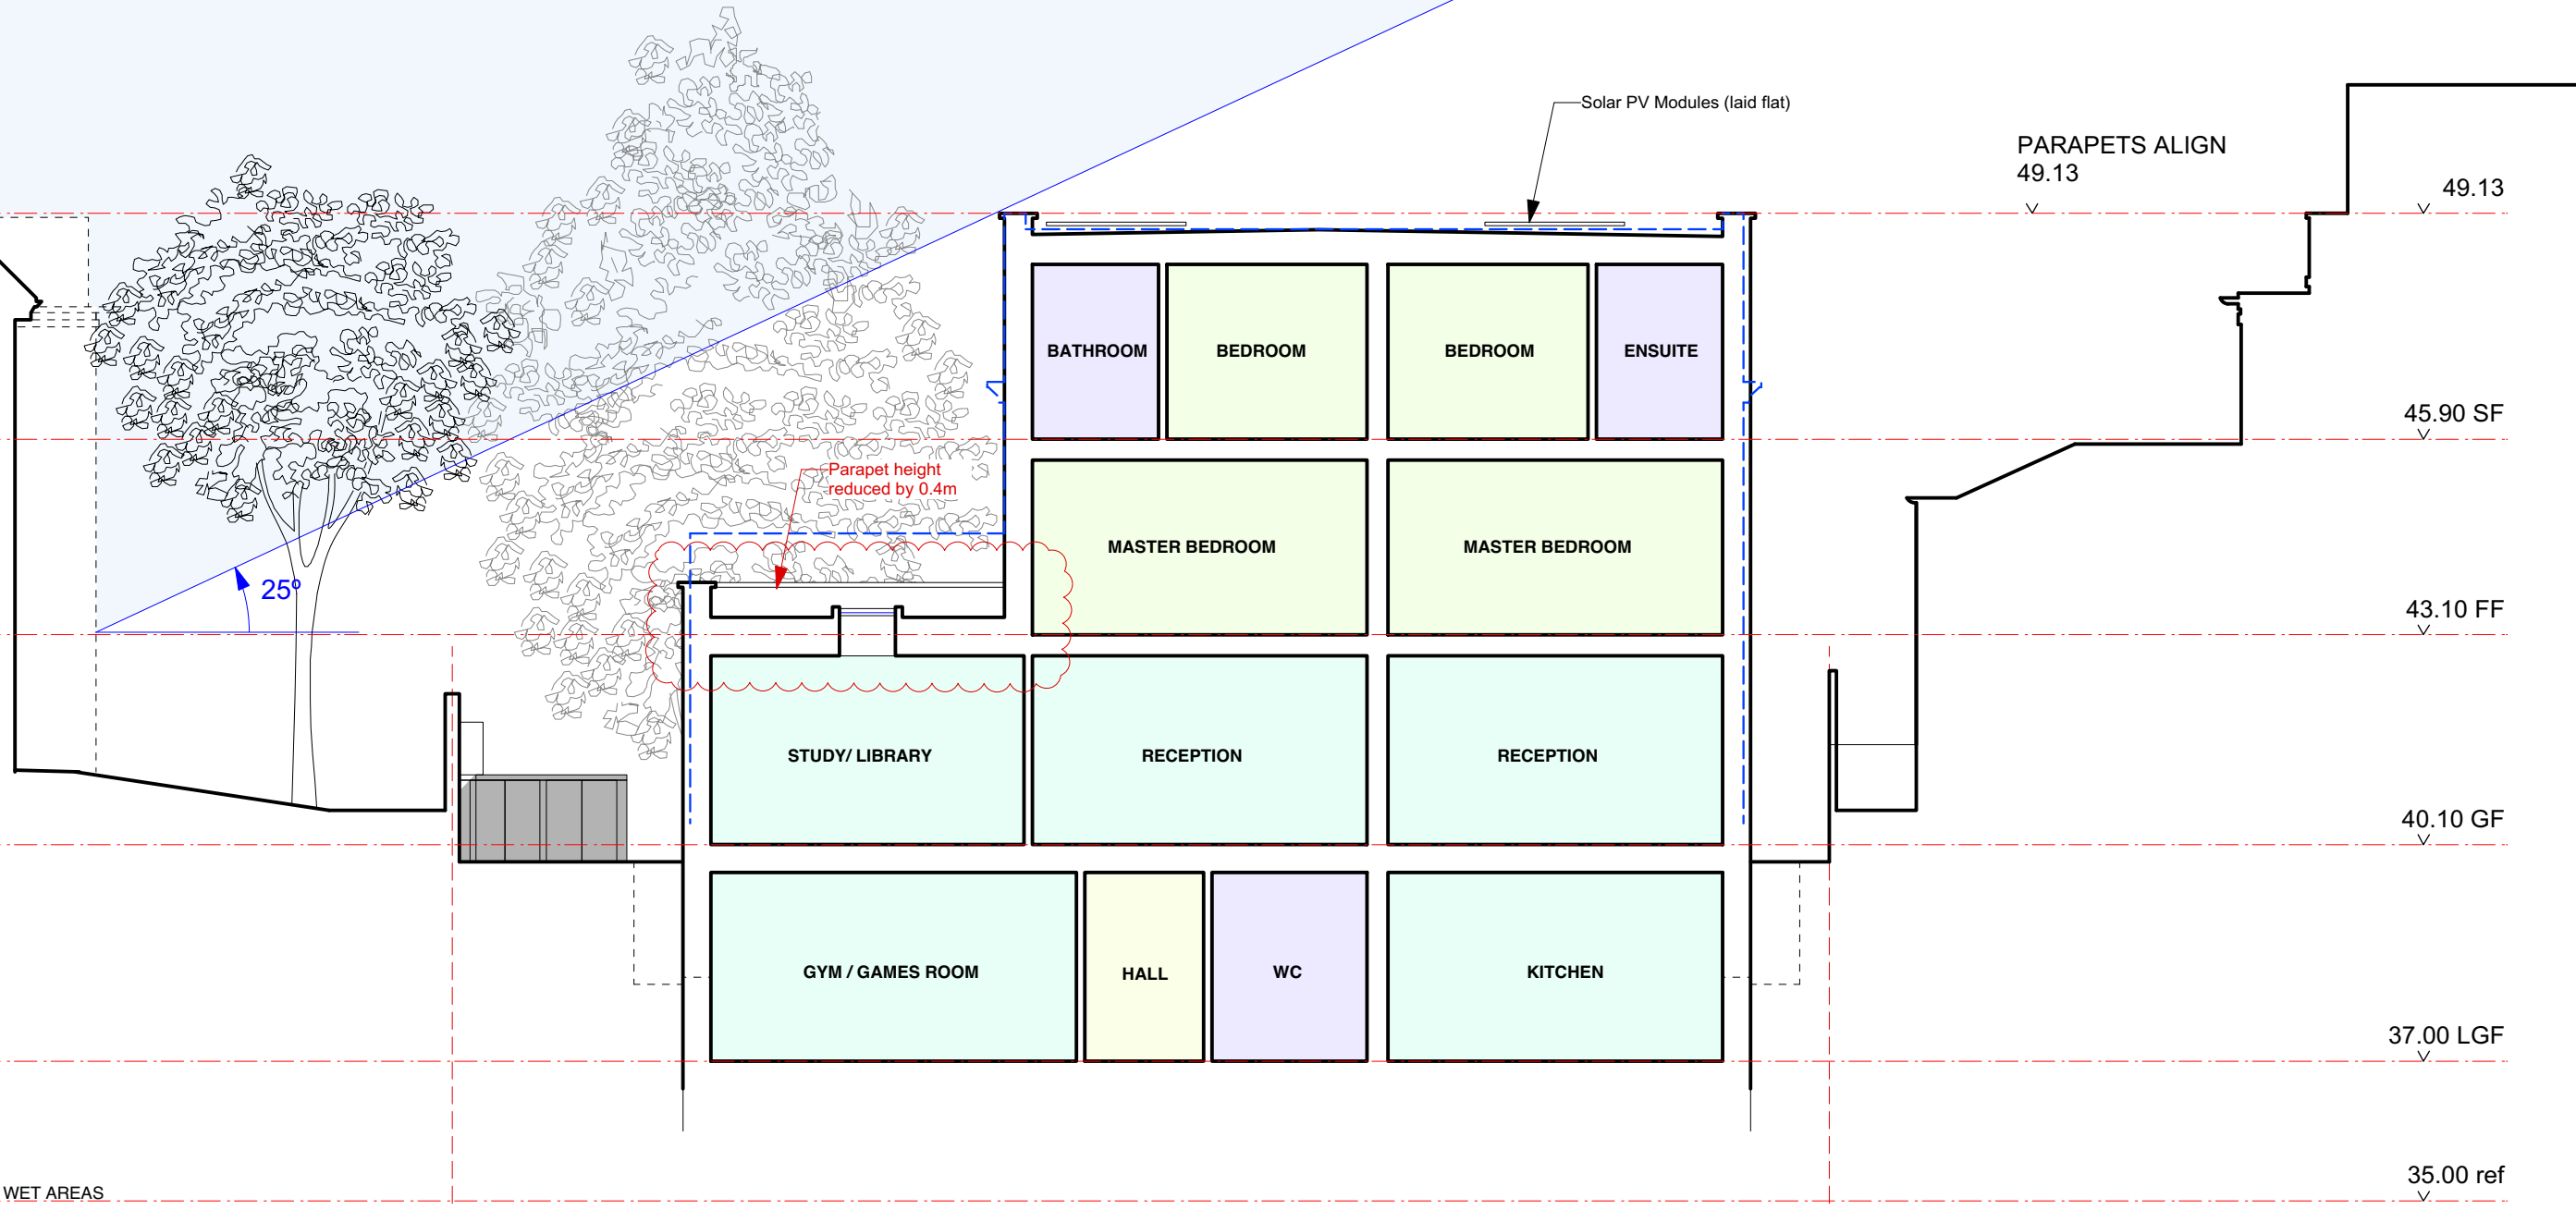 Solar PV Modules (laid flat)
PARAPETS ALIGN
49.13
49.13
BATHROOM
BEDROOM
BEDROOM
ENSUITE
45.90 SF
Parapet height
reduced by 0.4m
MASTER BEDROOM
MASTER BEDROOM
25º
43.10 FF
STUDY/ LIBRARY
RECEPTION
RECEPTION
40.10 GF
GYM / GAMES ROOM
HALL
WC
KITCHEN
37.00 LGF
35.00 ref
WET AREAS